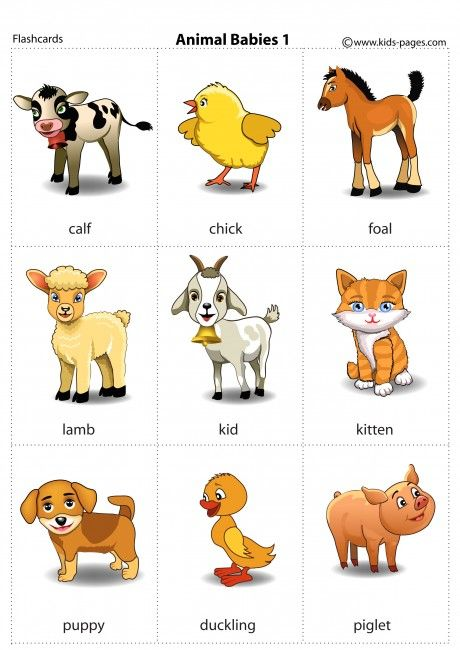 Flashcards
Animal Babies 1
©www.kids-pages.com
calf
chick
foal
lamb
kid
kitten
puppy
duckling
piglet